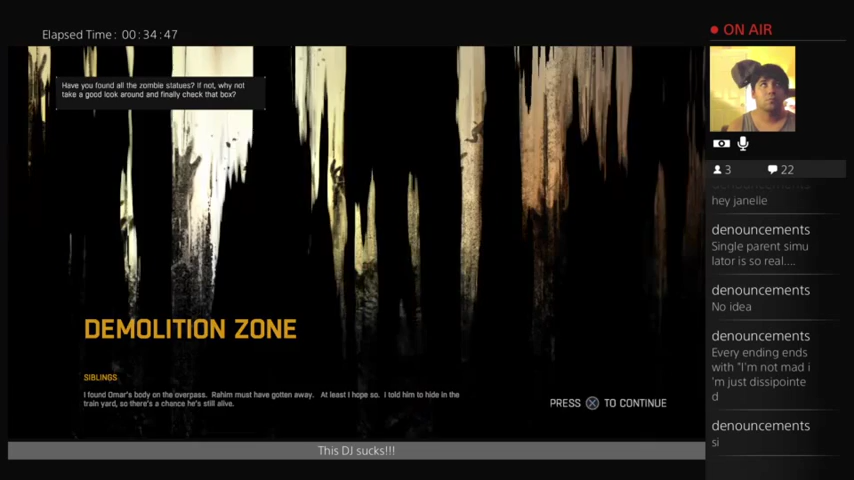 Elapsed Time: 00:34:47
ON AIR
Have you found all the zombie statues? If not, why not
take a good look around and finally check that box?
3
22
denouncements
hey janelle
denouncements
Single parent simu
lator is so real....
denouncements
No idea
denouncements
Every ending ends
with "I'm not mad i
'm just dissipointe
d
denouncements
si
DEMOLITION ZONE
SIBLINGS
I found Omar's body on the overpass. Rahim must have gotten away. At least I hope so. I told him to hide in the
train yard, so there's a chance he's still alive.
PRESS X TO CONTINUE
This DJ sucks!!!